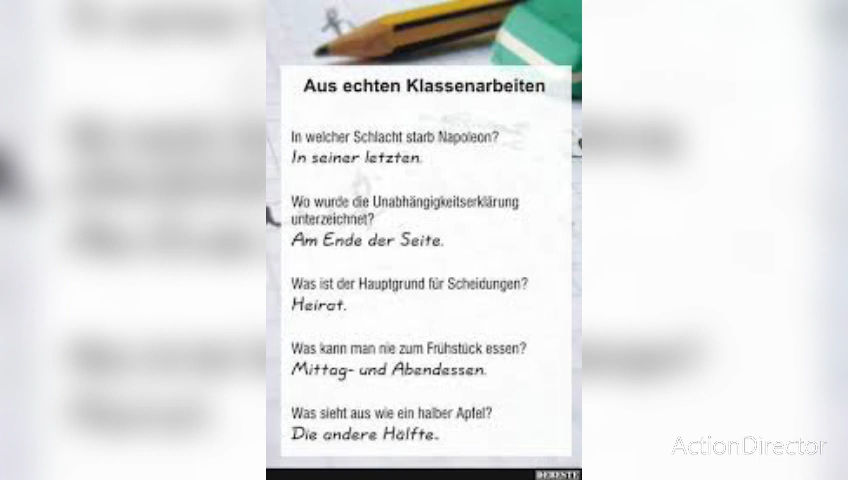 Aus echten Klassenarbeiten
In welcher Schlacht starb Napoleon?
In seiner letzten.
Wo wurde die Unabhängigkeitserklärung
unterzeichnet?
Am Ende der Seite.
Was ist der Hauptgrund für Scheidungen?
Heirat.
Was kann man nie zum Frühstück essen?
Mittag- und Abendessen.
Was sieht aus wie ein halber Apfel?
Die andere Hälfte.
DEBESTE
ActionDirector